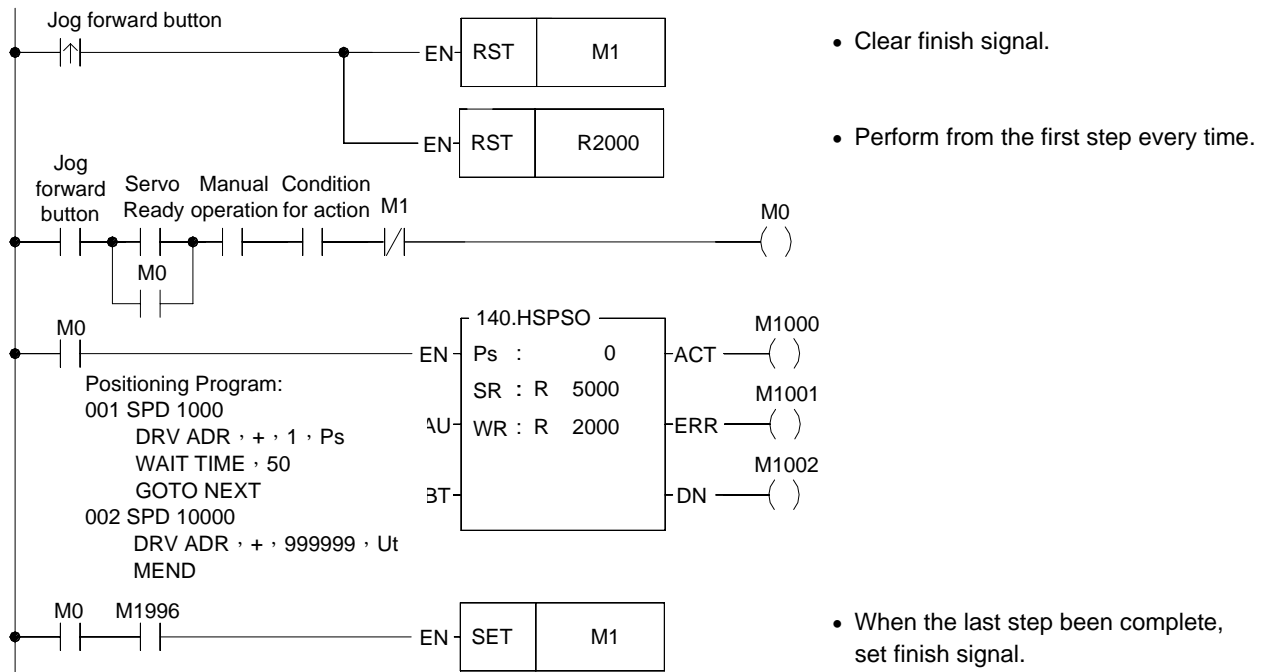 Jog forward button
EN RST M1
• Clear finish signal.
EN RST R2000
• Perform from the first step every time.
Jog
forward
button
Servo
Ready
Manual
operation
Condition
for action
M1
M0
M0
M0
140.HSPSO
EN Ps : 0 ACT M1000
SR : R 5000
AU WR : R 2000 ERR M1001
BT DN M1002
Positioning Program:
001 SPD 1000
DRV ADR，+，1，Ps
WAIT TIME，50
GOTO NEXT
002 SPD 10000
DRV ADR，+，999999，Ut
MEND
M0 M1996
EN SET M1
• When the last step been complete,
set finish signal.